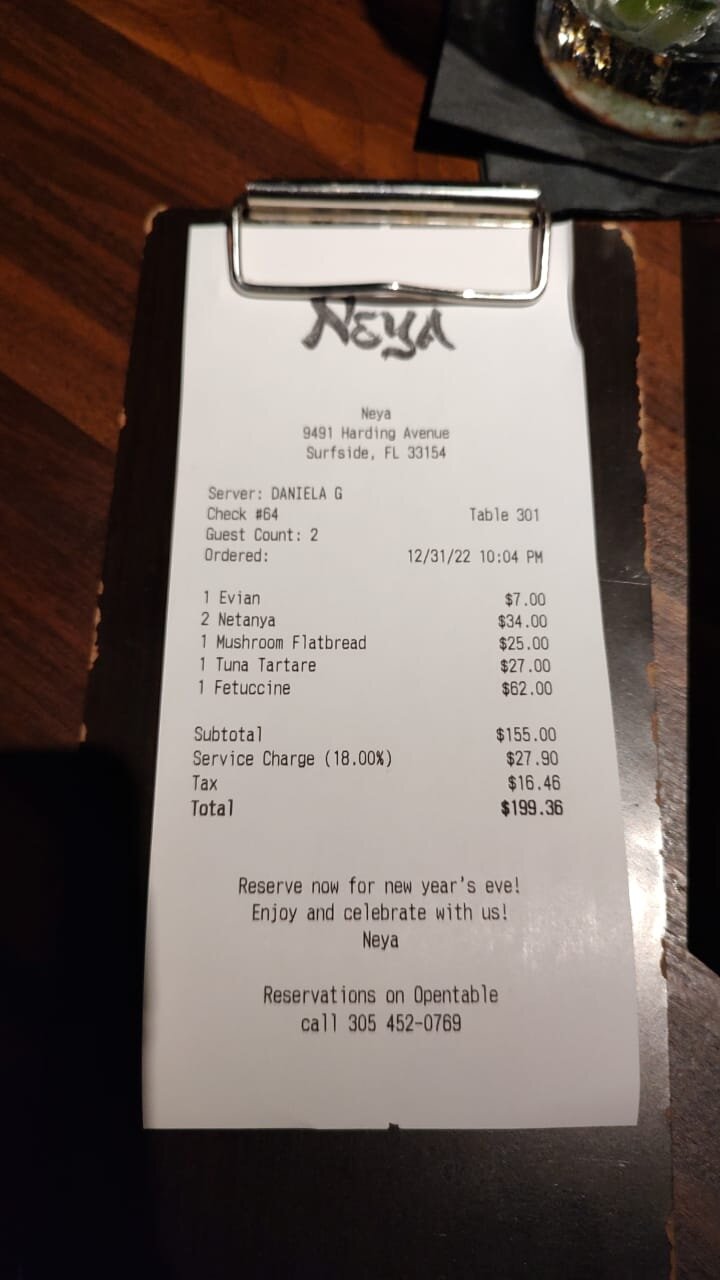 Neya
Neya
9491 Harding Avenue
Surfside, FL 33154
Server: DANIELA G
Check #64 Table 301
Guest Count: 2
Ordered: 12/31/22 10:04 PM
1 Evian $7.00
2 Netanya $34.00
1 Mushroom Flatbread $25.00
1 Tuna Tartare $27.00
1 Fetuccine $62.00
Subtotal $155.00
Service Charge (18.00%) $27.90
Tax $16.46
Total $199.36
Reserve now for new year's eve!
Enjoy and celebrate with us!
Neya
Reservations on Opentable
call 305 452-0769